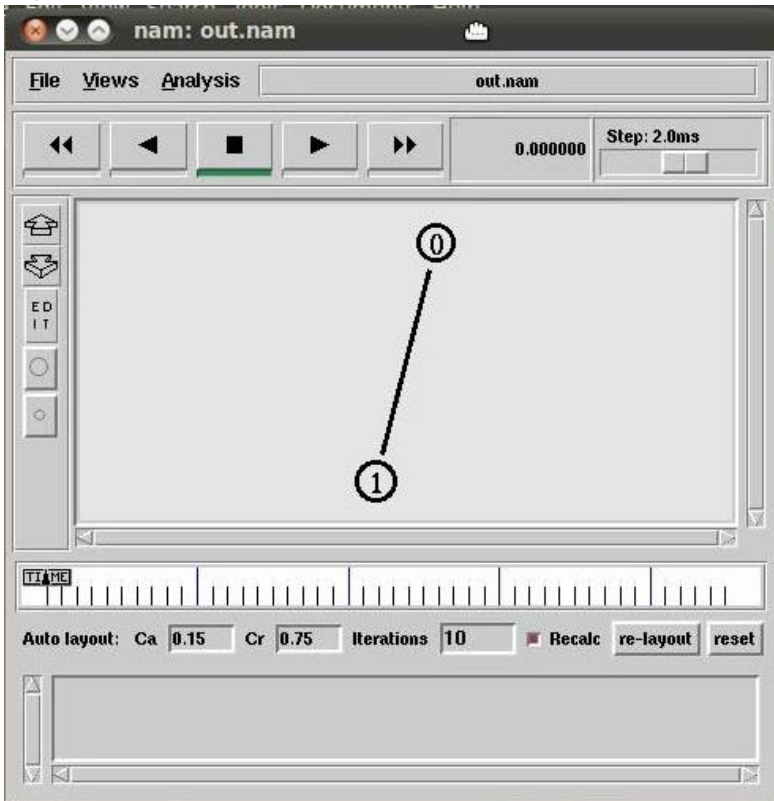 nam: out.nam
File Views Analysis out.nam
0.000000 Step: 2.0ms
0
ED
IT
1
TIME
Auto layout: Ca 0.15 Cr 0.75 Iterations 10 Recalc re-layout reset